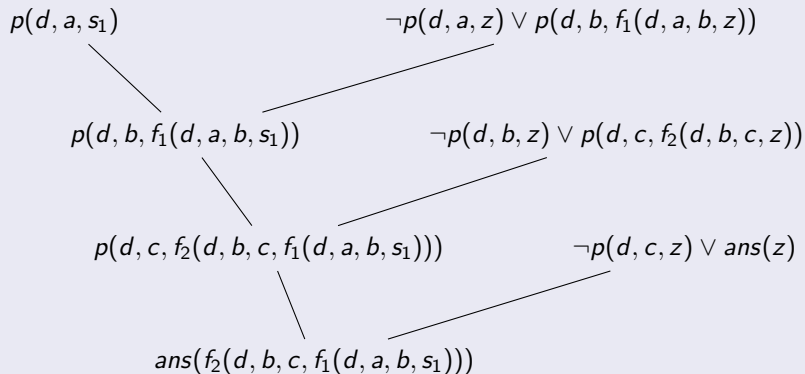 p(d, a, s₁) ¬p(d, a, z) ∨ p(d, b, f₁(d, a, b, z))
p(d, b, f₁(d, a, b, s₁)) ¬p(d, b, z) ∨ p(d, c, f₂(d, b, c, z))
p(d, c, f₂(d, b, c, f₁(d, a, b, s₁))) ¬p(d, c, z) ∨ ans(z)
ans(f₂(d, b, c, f₁(d, a, b, s₁)))